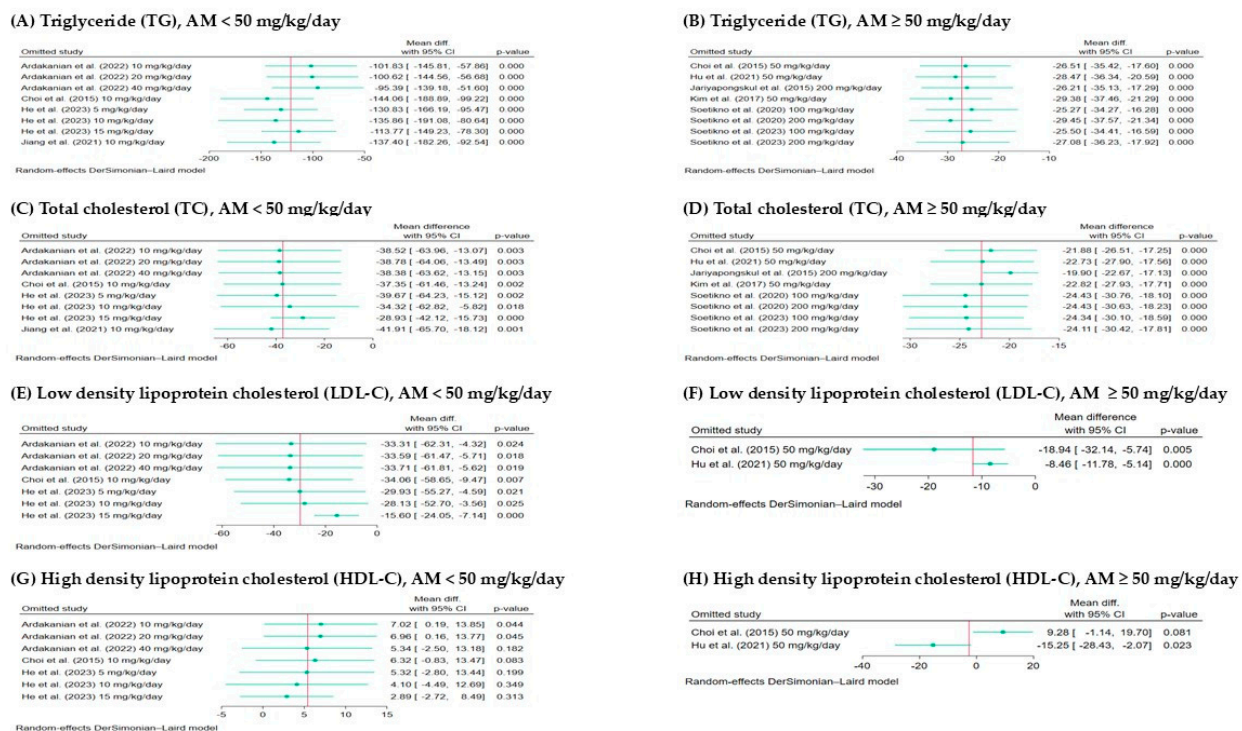 (A) Triglyceride (TG), AM < 50 mg/kg/day
Mean diff.
Omitted study with 95% CI p-value
Ardakanian et al. (2022) 10 mg/kg/day -101.83 [ -145.81, -57.86] 0.000
Ardakanian et al. (2022) 20 mg/kg/day -100.62 [ -144.56, -56.68] 0.000
Ardakanian et al. (2022) 40 mg/kg/day -95.39 [ -139.18, -51.60] 0.000
Choi et al. (2015) 10 mg/kg/day -144.06 [ -188.89, -99.22] 0.000
He et al. (2023) 5 mg/kg/day -130.83 [ -166.19, -95.47] 0.000
He et al. (2023) 10 mg/kg/day -135.86 [ -191.08, -80.64] 0.000
He et al. (2023) 15 mg/kg/day -113.77 [ -149.23, -78.30] 0.000
Jiang et al. (2021) 10 mg/kg/day -137.40 [ -182.26, -92.54] 0.000
-200 -150 -100 -50
Random-effects DerSimonian–Laird model
(B) Triglyceride (TG), AM ≥ 50 mg/kg/day
Mean diff.
Omitted study with 95% CI p-value
Choi et al. (2015) 50 mg/kg/day -26.51 [ -35.42, -17.60] 0.000
Hu et al. (2021) 50 mg/kg/day -28.47 [ -36.34, -20.59] 0.000
Jariyapongskul et al. (2015) 200 mg/kg/day -26.21 [ -35.13, -17.29] 0.000
Kim et al. (2017) 50 mg/kg/day -29.38 [ -37.46, -21.29] 0.000
Soetikno et al. (2020) 100 mg/kg/day -25.27 [ -34.27, -16.28] 0.000
Soetikno et al. (2020) 200 mg/kg/day -29.45 [ -37.57, -21.34] 0.000
Soetikno et al. (2023) 100 mg/kg/day -25.50 [ -34.41, -16.59] 0.000
Soetikno et al. (2023) 200 mg/kg/day -27.08 [ -36.23, -17.92] 0.000
-40 -30 -20 -10
Random-effects DerSimonian–Laird model
(C) Total cholesterol (TC), AM < 50 mg/kg/day
Mean difference
Omitted study with 95% CI p-value
Ardakanian et al. (2022) 10 mg/kg/day -38.52 [ -63.96, -13.07] 0.003
Ardakanian et al. (2022) 20 mg/kg/day -38.78 [ -64.06, -13.49] 0.003
Ardakanian et al. (2022) 40 mg/kg/day -38.38 [ -63.62, -13.15] 0.003
Choi et al. (2015) 10 mg/kg/day -37.35 [ -61.46, -13.24] 0.002
He et al. (2023) 5 mg/kg/day -39.67 [ -64.23, -15.12] 0.002
He et al. (2023) 10 mg/kg/day -34.32 [ -62.82, -5.82] 0.018
He et al. (2023) 15 mg/kg/day -28.93 [ -42.12, -15.73] 0.000
Jiang et al. (2021) 10 mg/kg/day -41.91 [ -65.70, -18.12] 0.001
-60 -40 -20 0
Random-effects DerSimonian–Laird model
(D) Total cholesterol (TC), AM ≥ 50 mg/kg/day
Mean difference
Omitted study with 95% CI p-value
Choi et al. (2015) 50 mg/kg/day -21.88 [ -26.51, -17.25] 0.000
Hu et al. (2021) 50 mg/kg/day -22.73 [ -27.90, -17.56] 0.000
Jariyapongskul et al. (2015) 200 mg/kg/day -19.90 [ -22.67, -17.13] 0.000
Kim et al. (2017) 50 mg/kg/day -22.82 [ -27.93, -17.71] 0.000
Soetikno et al. (2020) 100 mg/kg/day -24.43 [ -30.76, -18.10] 0.000
Soetikno et al. (2020) 200 mg/kg/day -24.43 [ -30.63, -18.23] 0.000
Soetikno et al. (2023) 100 mg/kg/day -24.34 [ -30.10, -18.59] 0.000
Soetikno et al. (2023) 200 mg/kg/day -24.11 [ -30.42, -17.81] 0.000
-30 -25 -20 -15
Random-effects DerSimonian–Laird model
(E) Low density lipoprotein cholesterol (LDL-C), AM < 50 mg/kg/day
Mean diff.
Omitted study with 95% CI p-value
Ardakanian et al. (2022) 10 mg/kg/day -33.31 [ -62.31, -4.32] 0.024
Ardakanian et al. (2022) 20 mg/kg/day -33.59 [ -61.47, -5.71] 0.018
Ardakanian et al. (2022) 40 mg/kg/day -33.71 [ -61.81, -5.62] 0.019
Choi et al. (2015) 10 mg/kg/day -34.06 [ -58.65, -9.47] 0.007
He et al. (2023) 5 mg/kg/day -29.93 [ -55.27, -4.59] 0.021
He et al. (2023) 10 mg/kg/day -28.13 [ -52.70, -3.56] 0.025
He et al. (2023) 15 mg/kg/day -15.60 [ -24.05, -7.14] 0.000
-60 -40 -20 0
Random-effects DerSimonian–Laird model
(F) Low density lipoprotein cholesterol (LDL-C), AM ≥ 50 mg/kg/day
Mean difference
Omitted study with 95% CI p-value
Choi et al. (2015) 50 mg/kg/day -18.94 [ -32.14, -5.74] 0.005
Hu et al. (2021) 50 mg/kg/day -8.46 [ -11.78, -5.14] 0.000
-30 -20 -10 0
Random-effects DerSimonian–Laird model
(G) High density lipoprotein cholesterol (HDL-C), AM < 50 mg/kg/day
Mean diff.
Omitted study with 95% CI p-value
Ardakanian et al. (2022) 10 mg/kg/day 7.02 [ 0.19, 13.85] 0.044
Ardakanian et al. (2022) 20 mg/kg/day 6.96 [ 0.16, 13.77] 0.045
Ardakanian et al. (2022) 40 mg/kg/day 5.34 [ -2.50, 13.18] 0.182
Choi et al. (2015) 10 mg/kg/day 6.32 [ -0.83, 13.47] 0.083
He et al. (2023) 5 mg/kg/day 5.32 [ -2.80, 13.44] 0.199
He et al. (2023) 10 mg/kg/day 4.10 [ -4.49, 12.69] 0.349
He et al. (2023) 15 mg/kg/day 2.89 [ -2.72, 8.49] 0.313
-5 0 5 10 15
Random-effects DerSimonian–Laird model
(H) High density lipoprotein cholesterol (HDL-C), AM ≥ 50 mg/kg/day
Mean diff.
Omitted study with 95% CI p-value
Choi et al. (2015) 50 mg/kg/day 9.28 [ -1.14, 19.70] 0.081
Hu et al. (2021) 50 mg/kg/day -15.25 [ -28.43, -2.07] 0.023
-40 -20 0 20
Random-effects DerSimonian–Laird model